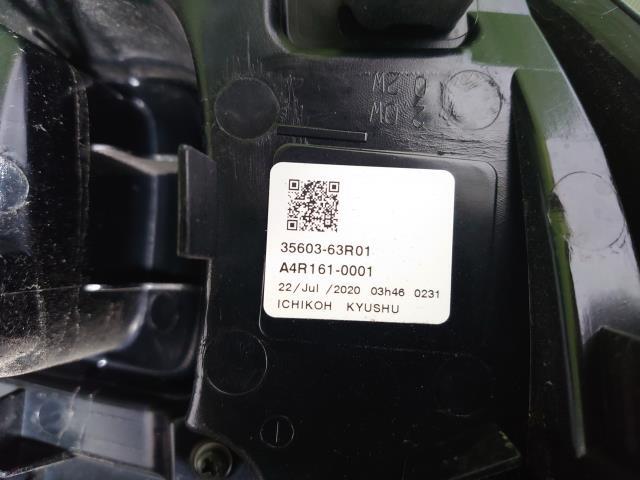 35603-63R01
A4R161-0001
22/Jul /2020 03h46 0231
ICHIKOH KYUSHU